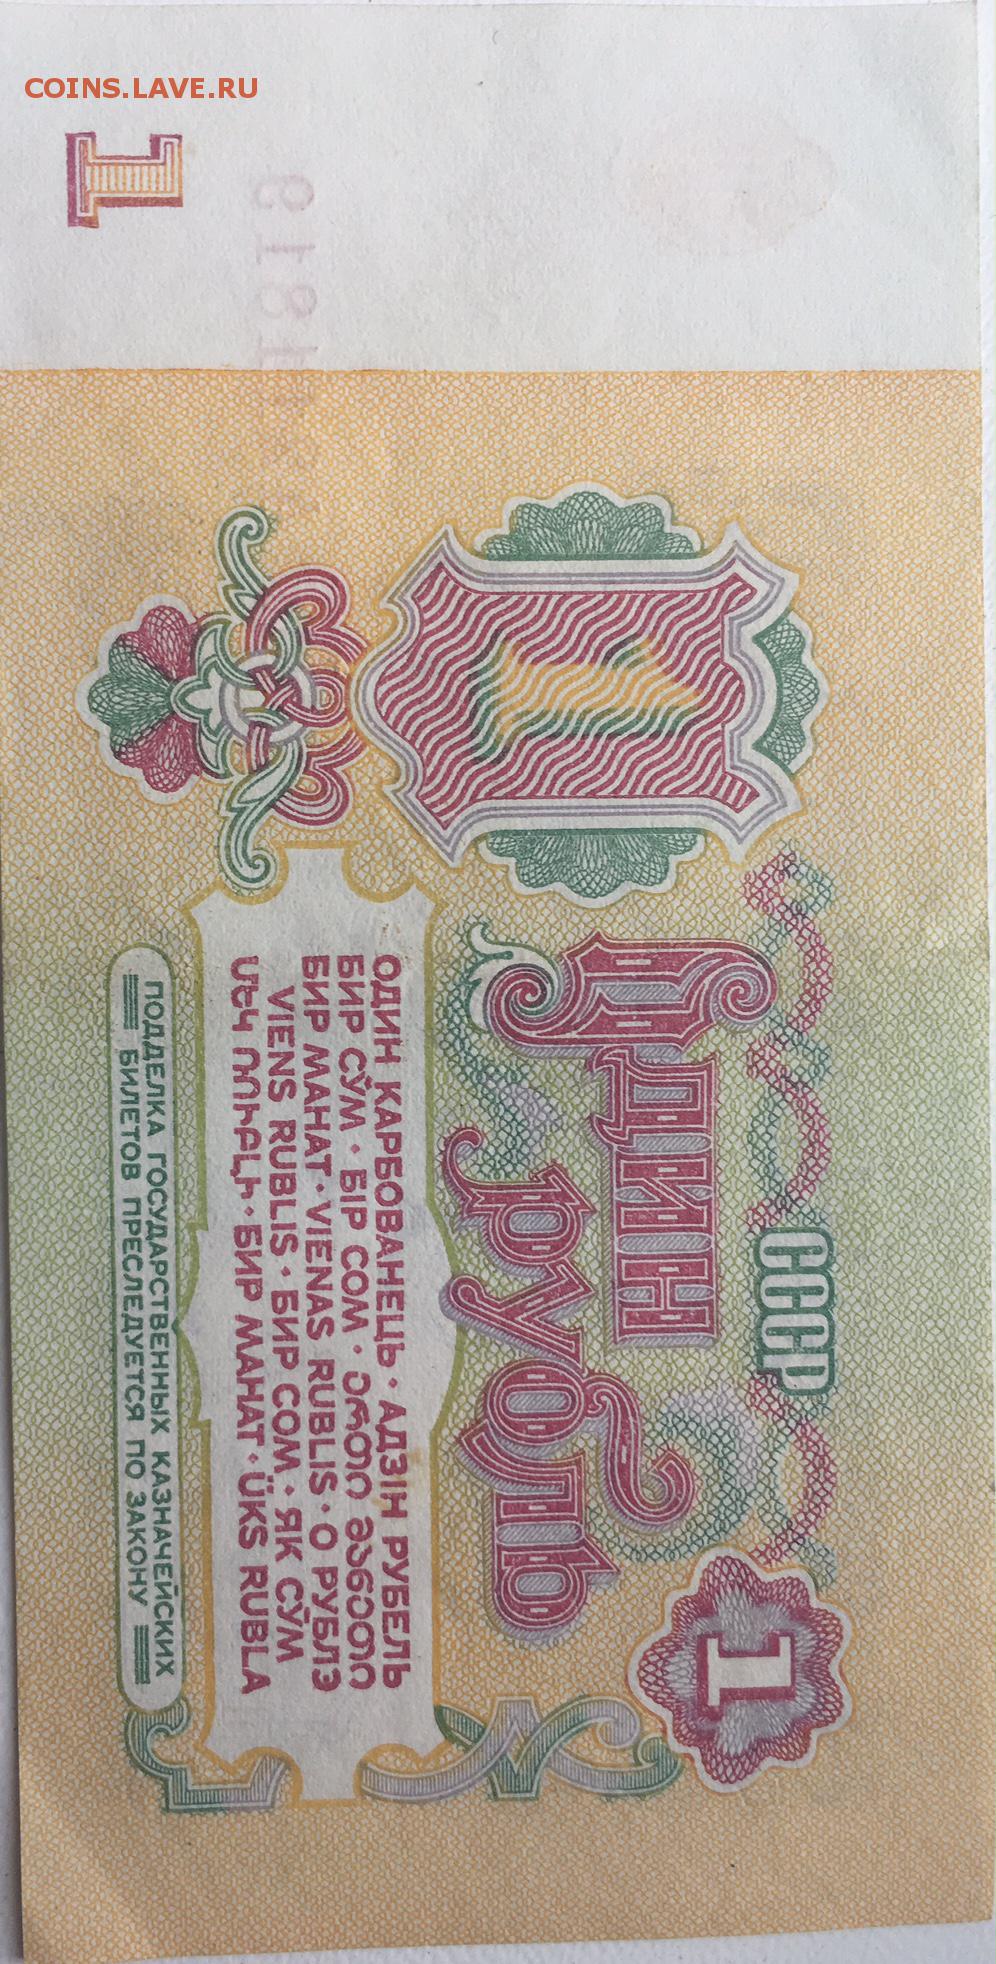 COINS.LAVE.RU
СССР
1
ОДИН
1
РУБЛЬ
ОДИН КАРБОВАНЕЦЬ · АДЗІН РУБЕЛЬ
БИР СЎМ · БІР СОМ · ერთი მანეთი
БИР МАНАТ · VIENAS RUBLIS · О РУБЛЭ
VIENS RUBLIS · БИР СОМ · ЯК СЎМ
ՄԵԿ ՌՈՒԲԼԻ · БИР МАНАТ · ÜKS RUBLA
1
ПОДДЕЛКА ГОСУДАРСТВЕННЫХ КАЗНАЧЕЙСКИХ
БИЛЕТОВ ПРЕСЛЕДУЕТСЯ ПО ЗАКОНУ